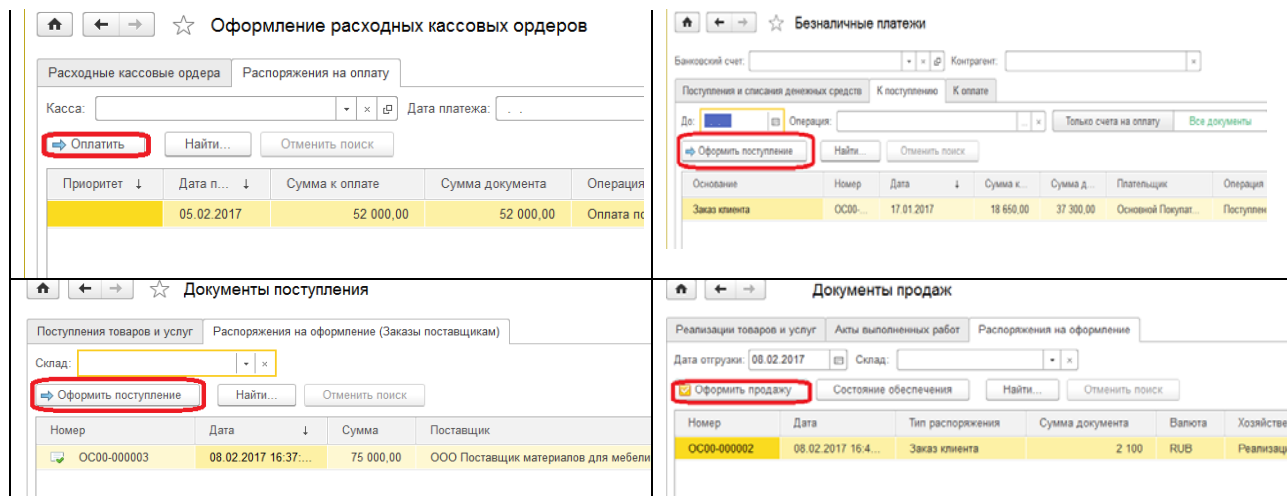 Оформление расходных кассовых ордеров
Расходные кассовые ордера Распоряжения на оплату
Касса: Дата платежа: . .
Оплатить Найти... Отменить поиск
Приоритет ↓ Дата п... ↓ Сумма к оплате Сумма документа Операция
05.02.2017 52 000,00 52 000,00 Оплата по
Безналичные платежи
Банковский счет: Контрагент:
Поступления и списания денежных средств К поступлению К оплате
До: . . Операция: ... Только счета на оплату Все документы
Оформить поступление Найти... Отменить поиск
Основание Номер Дата ↓ Сумма к... Сумма д... Плательщик Операция
Заказ клиента ОС00-... 17.01.2017 18 650,00 37 300,00 Основной Покупат... Поступлен
Документы поступления
Поступления товаров и услуг Распоряжения на оформление (Заказы поставщикам)
Склад:
Оформить поступление Найти... Отменить поиск
Номер Дата ↓ Сумма Поставщик
ОС00-000003 08.02.2017 16:37:... 75 000,00 ООО Поставщик материалов для мебели
Документы продаж
Реализации товаров и услуг Акты выполненных работ Распоряжения на оформление
Дата отгрузки: 08.02.2017 Склад:
Оформить продажу Состояние обеспечения Найти... Отменить поиск
Номер Дата Тип распоряжения Сумма документа Валюта Хозяйстве
ОС00-000002 08.02.2017 16:4... Заказ клиента 2 100 RUB Реализаци